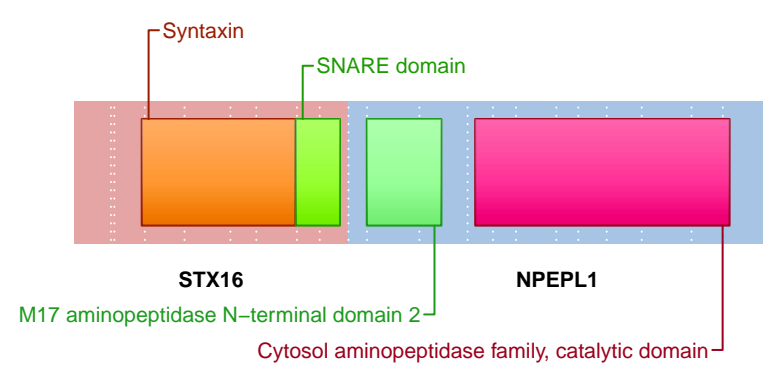 Syntaxin
SNARE domain
STX16 NPEPL1
M17 aminopeptidase N−terminal domain 2
Cytosol aminopeptidase family, catalytic domain